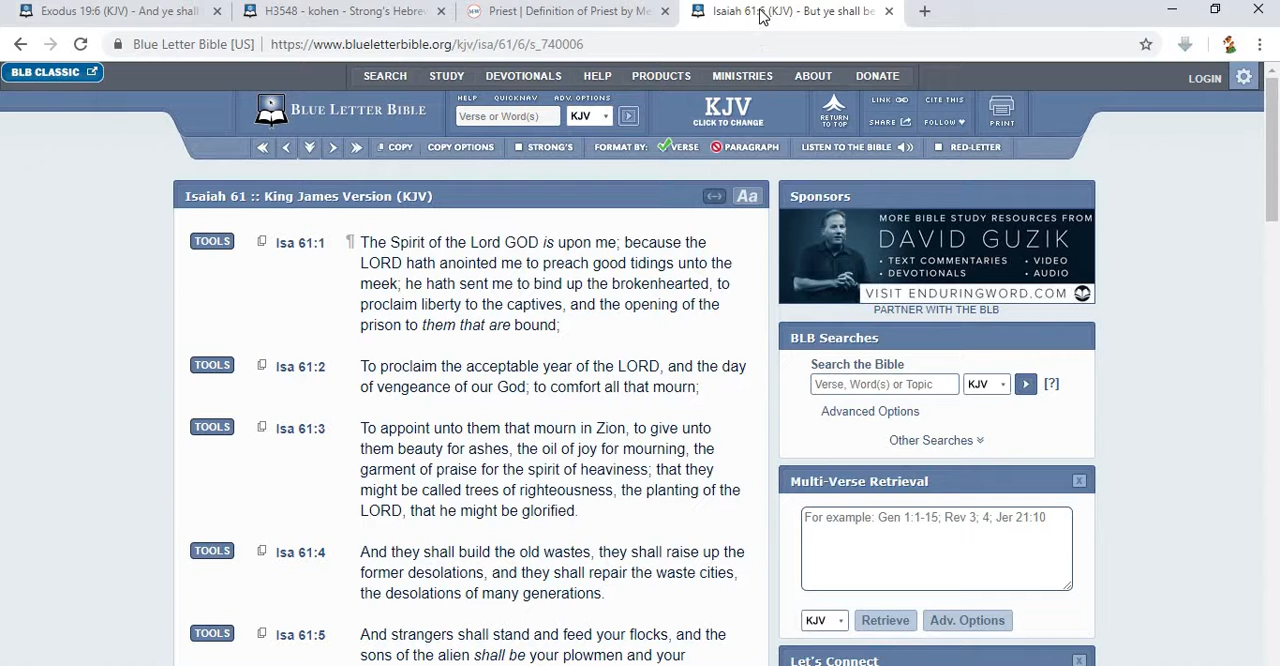 Exodus 19:6 (KJV) - And ye shall
H3548 - kohen - Strong's Hebrew
Priest | Definition of Priest by Me
Isaiah 61:6 (KJV) - But ye shall be
Blue Letter Bible [US] | https://www.blueletterbible.org/kjv/isa/61/6/s_740006
BLB CLASSIC
SEARCH STUDY DEVOTIONALS HELP PRODUCTS MINISTRIES ABOUT DONATE
LOGIN
BLUE LETTER BIBLE
HELP QUICKNAV ADV. OPTIONS
Verse or Word(s) KJV
KJV
CLICK TO CHANGE
RETURN
TO TOP
LINK CITE THIS
SHARE FOLLOW
PRINT
COPY COPY OPTIONS STRONG'S FORMAT BY: VERSE PARAGRAPH LISTEN TO THE BIBLE RED-LETTER
Isaiah 61 :: King James Version (KJV) Aa
TOOLS Isa 61:1 ¶ The Spirit of the Lord GOD is upon me; because the
LORD hath anointed me to preach good tidings unto the
meek; he hath sent me to bind up the brokenhearted, to
proclaim liberty to the captives, and the opening of the
prison to them that are bound;
TOOLS Isa 61:2 To proclaim the acceptable year of the LORD, and the day
of vengeance of our God; to comfort all that mourn;
TOOLS Isa 61:3 To appoint unto them that mourn in Zion, to give unto
them beauty for ashes, the oil of joy for mourning, the
garment of praise for the spirit of heaviness; that they
might be called trees of righteousness, the planting of the
LORD, that he might be glorified.
TOOLS Isa 61:4 And they shall build the old wastes, they shall raise up the
former desolations, and they shall repair the waste cities,
the desolations of many generations.
TOOLS Isa 61:5 And strangers shall stand and feed your flocks, and the
sons of the alien shall be your plowmen and your
Sponsors
MORE BIBLE STUDY RESOURCES FROM
DAVID GUZIK
• TEXT COMMENTARIES • VIDEO
• DEVOTIONALS • AUDIO
VISIT ENDURINGWORD.COM
PARTNER WITH THE BLB
BLB Searches
Search the Bible
Verse, Word(s) or Topic KJV [?]
Advanced Options
Other Searches
Multi-Verse Retrieval X
For example: Gen 1:1-15; Rev 3; 4; Jer 21:10
KJV Retrieve Adv. Options
Let's Connect X